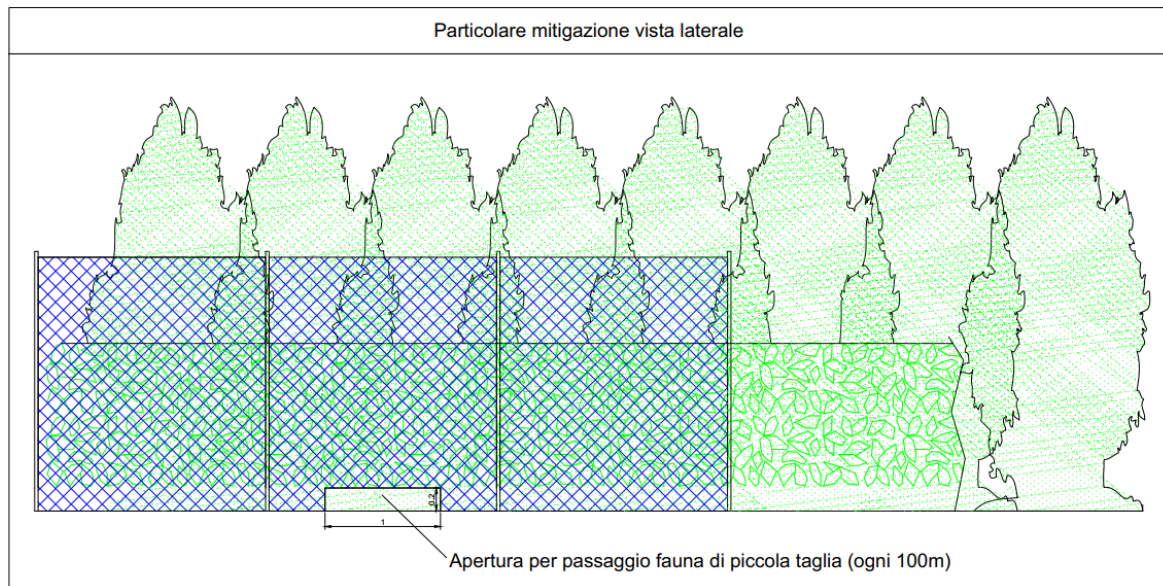 Particolare mitigazione vista laterale
0.2
1
Apertura per passaggio fauna di piccola taglia (ogni 100m)